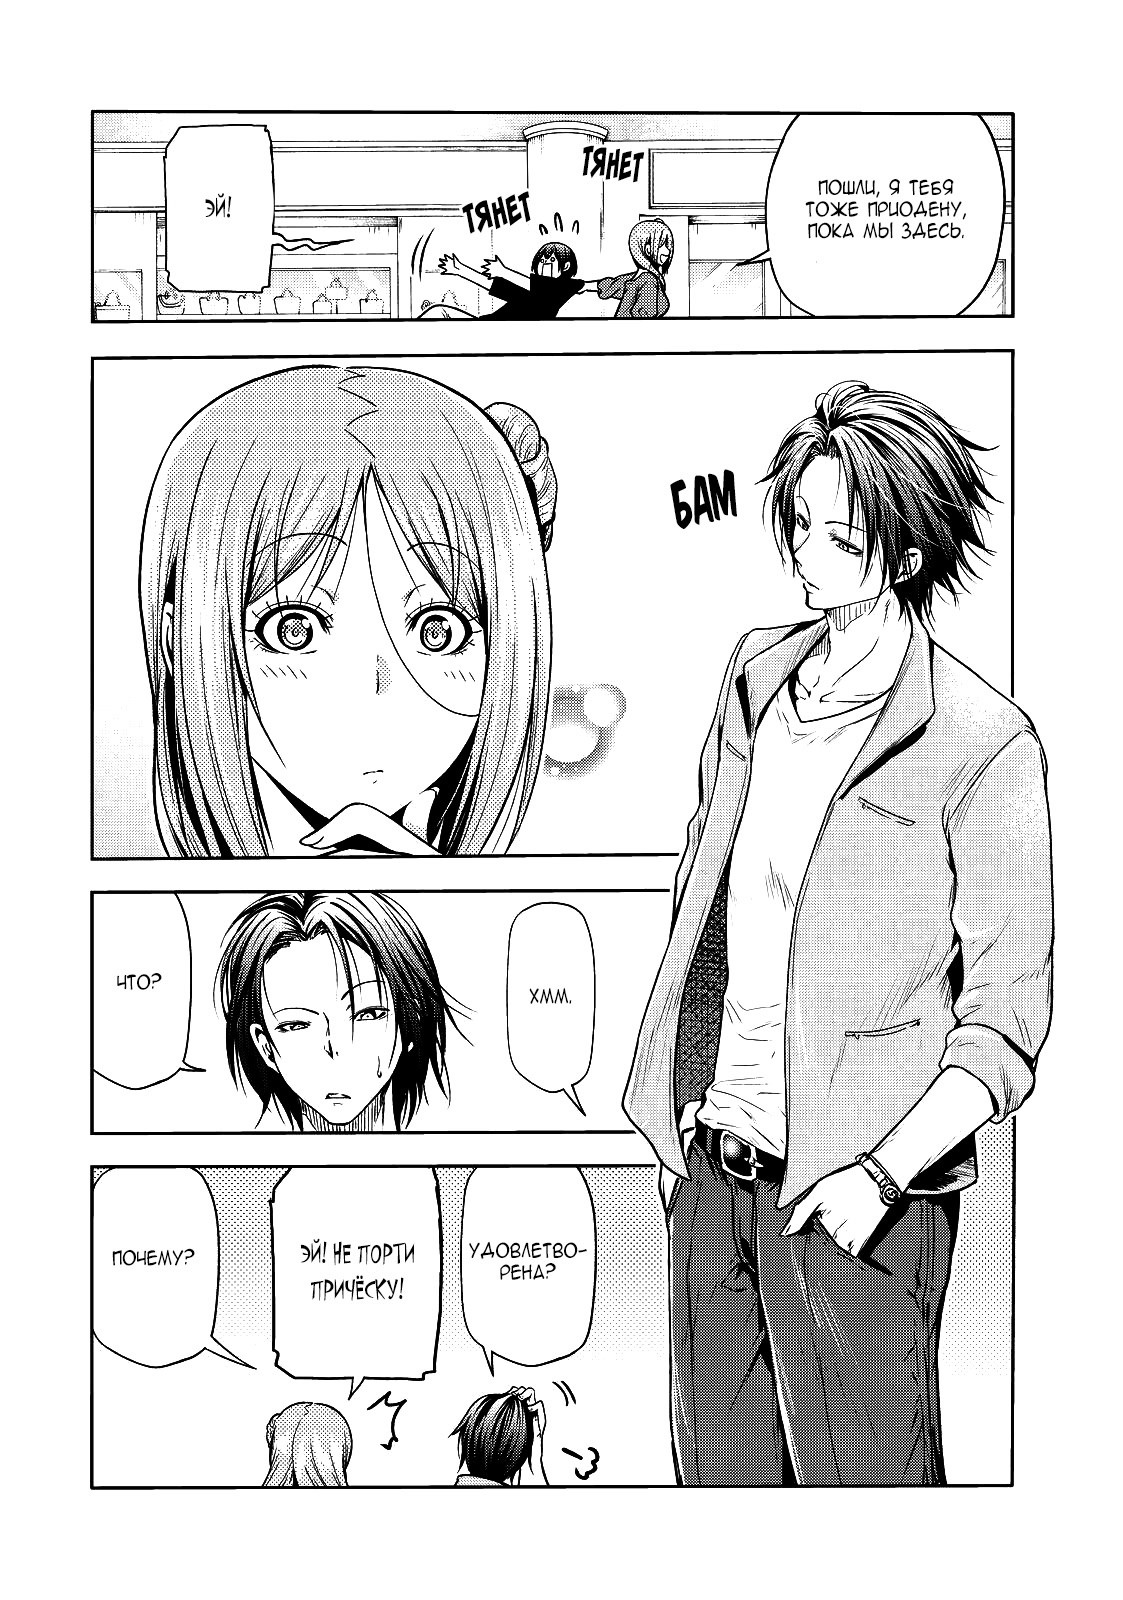 ПОШЛИ, Я ТЕБЯ
ТОЖЕ ПРИОДЕНУ,
ПОКА МЫ ЗДЕСЬ.
ТЯНЕТ
ТЯНЕТ
ЭЙ!
БАМ
ХММ.
ЧТО?
УДОВЛЕТВО-
РЕНА?
ЭЙ! НЕ ПОРТИ
ПРИЧЁСКУ!
ПОЧЕМУ?